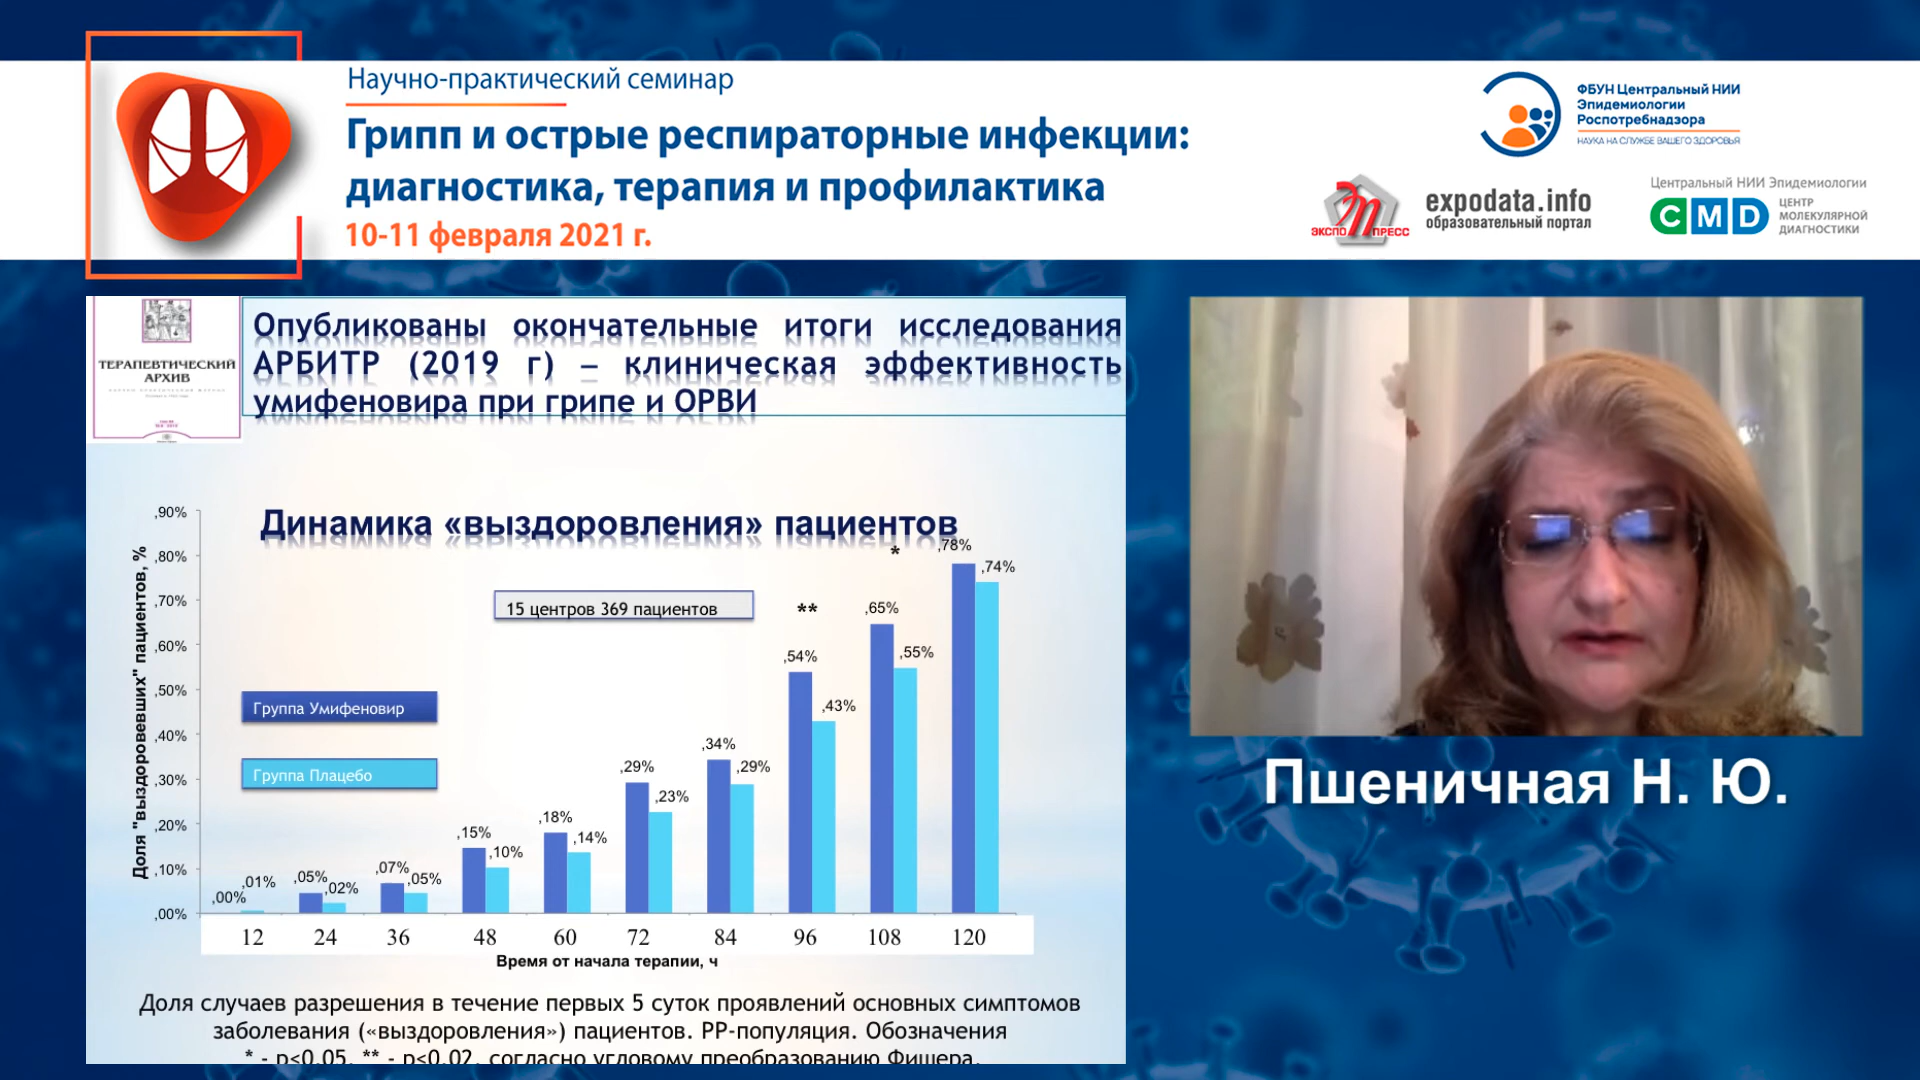 Научно-практический семинар
Грипп и острые респираторные инфекции:
диагностика, терапия и профилактика
10-11 февраля 2021 г.
ФБУН Центральный НИИ
Эпидемиологии
Роспотребнадзора
НАУКА НА СЛУЖБЕ ВАШЕГО ЗДОРОВЬЯ
ЭКСПО ЭП ПРЕСС
expodata.info
образовательный портал
Центральный НИИ Эпидемиологии
CMD
ЦЕНТР
МОЛЕКУЛЯРНОЙ
ДИАГНОСТИКИ
ТЕРАПЕВТИЧЕСКИЙ
АРХИВ
Опубликованы окончательные итоги исследования
АРБИТР (2019 г) – клиническая эффективность
умифеновира при грипе и ОРВИ
Динамика «выздоровления» пациентов
15 центров 369 пациентов
Группа Умифеновир
Группа Плацебо
Доля "выздоровевших" пациентов, %
,90%
,80%
,70%
,60%
,50%
,40%
,30%
,20%
,10%
,00%
,00% ,01%
,05% ,02%
,07% ,05%
,15% ,10%
,18% ,14%
,29% ,23%
,34% ,29%
** ,54% ,43%
* ,65% ,55%
,78% ,74%
12 24 36 48 60 72 84 96 108 120
Время от начала терапии, ч
Доля случаев разрешения в течение первых 5 суток проявлений основных симптомов
заболевания («выздоровления») пациентов. РР-популяция. Обозначения
* - p<0,05, ** - p<0,02, согласно угловому преобразованию Фишера.
Пшеничная Н. Ю.